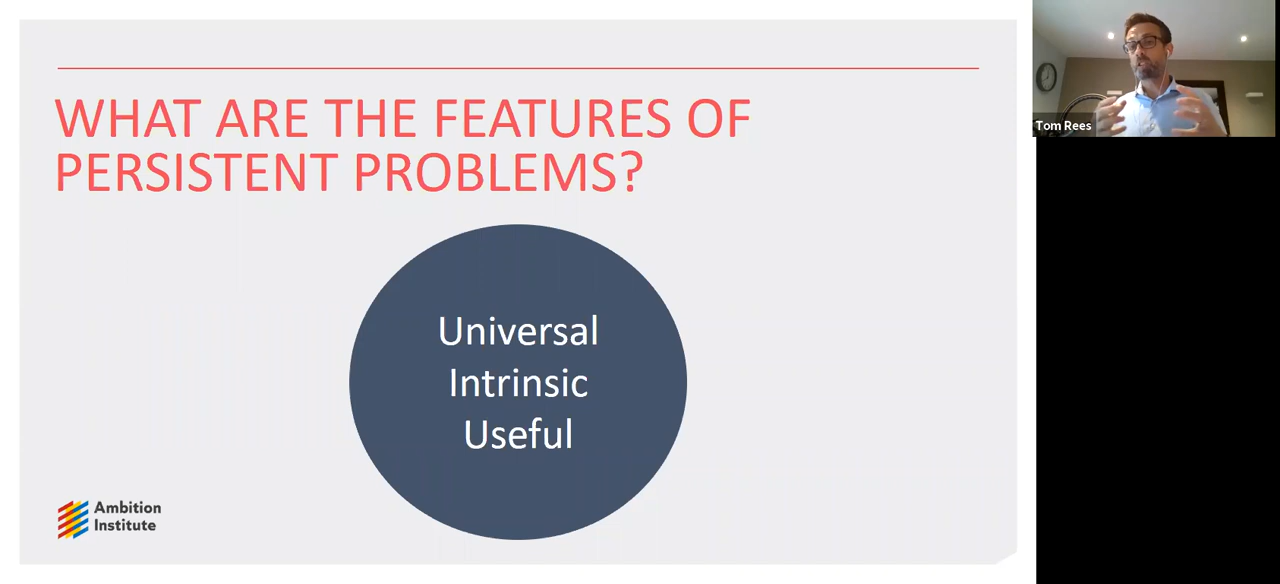 WHAT ARE THE FEATURES OF
PERSISTENT PROBLEMS?
Universal
Intrinsic
Useful
Ambition
Institute
Tom Rees